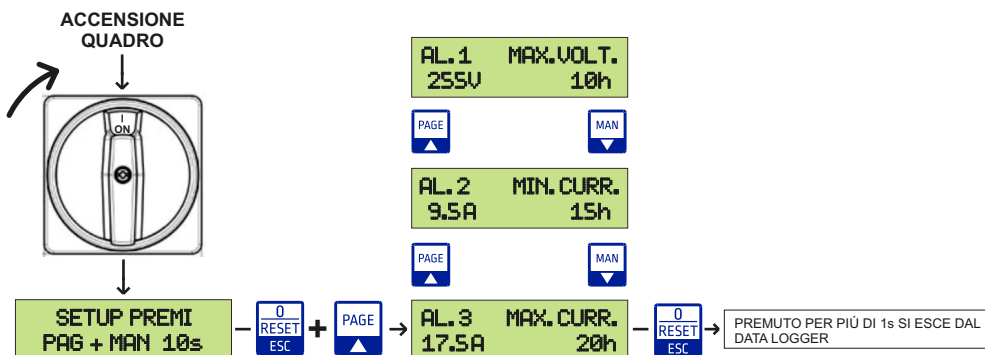 ACCENSIONE
QUADRO
I
ON
SETUP PREMI
PAG + MAN 10s
0
RESET
ESC
+
PAGE
AL.1 MAX.VOLT.
255V 10h
PAGE
MAN
AL.2 MIN.CURR.
9.5A 15h
PAGE
MAN
AL.3 MAX.CURR.
17.5A 20h
0
RESET
ESC
PREMUTO PER PIÚ DI 1s SI ESCE DAL
DATA LOGGER